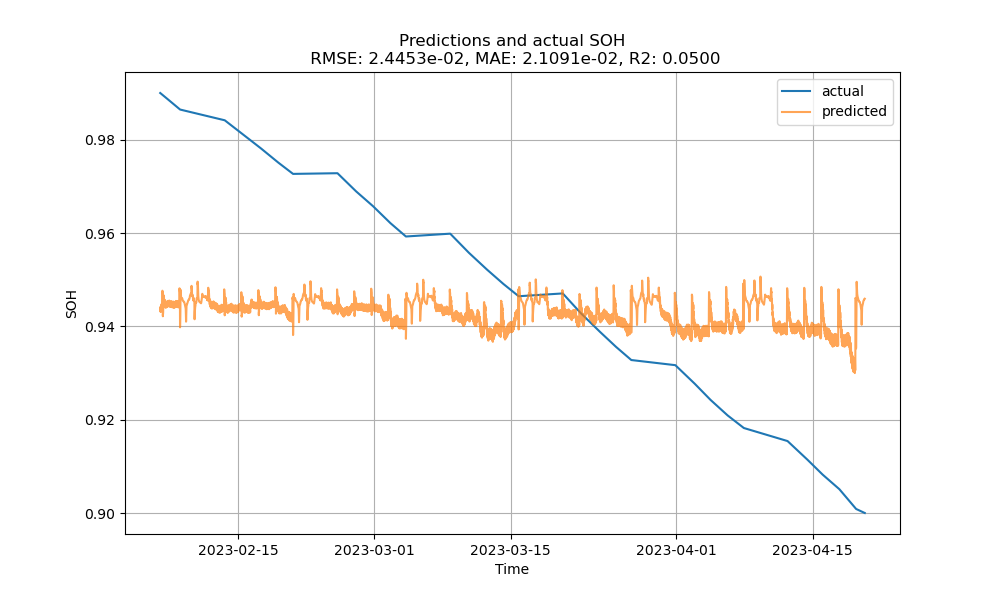 Predictions and actual SOH
RMSE: 2.4453e-02, MAE: 2.1091e-02, R2: 0.0500
actual
predicted
0.98
0.96
0.94
0.92
0.90
SOH
2023-02-15
2023-03-01
2023-03-15
2023-04-01
2023-04-15
Time